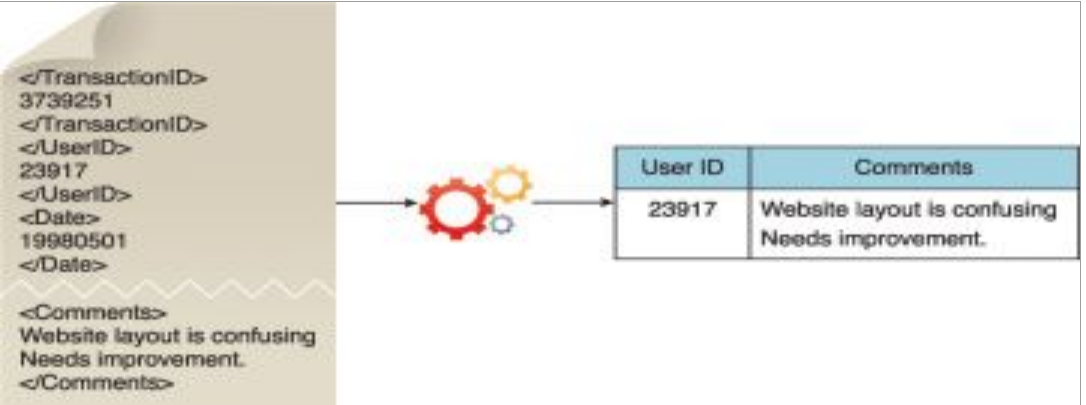 </TransactionID>
3739251
</TransactionID>
</UserID>
23917
</UserID>
<Date>
19980501
</Date>
<Comments>
Website layout is confusing
Needs improvement.
</Comments>
User ID Comments
23917 Website layout is confusing
Needs improvement.